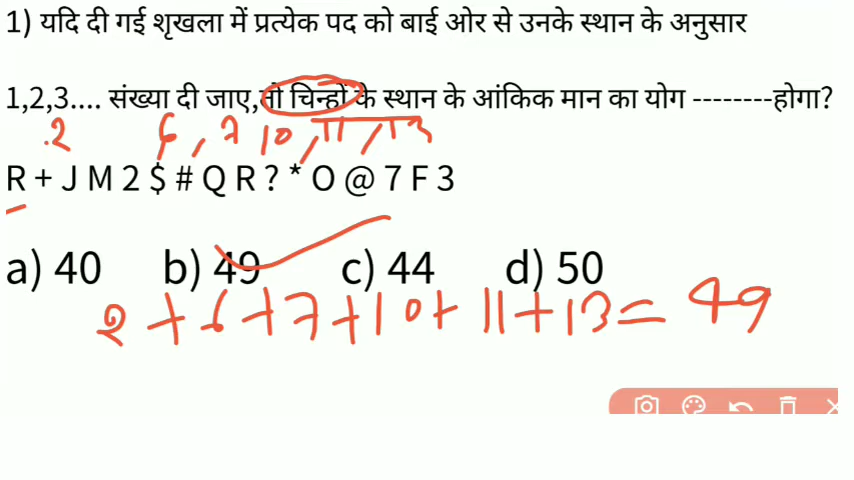 1) यदि दी गई शृखला में प्रत्येक पद को बाई ओर से उनके स्थान के अनुसार
1,2,3.... संख्या दी जाए,तो चिन्हों के स्थान के आंकिक मान का योग --------होगा?
2 6 , 7 10 , 11 , 13
R + J M 2 $ # Q R ? * O @ 7 F 3
a) 40 b) 49 c) 44 d) 50
2 + 6 + 7 + 10 + 11 + 13 = 49